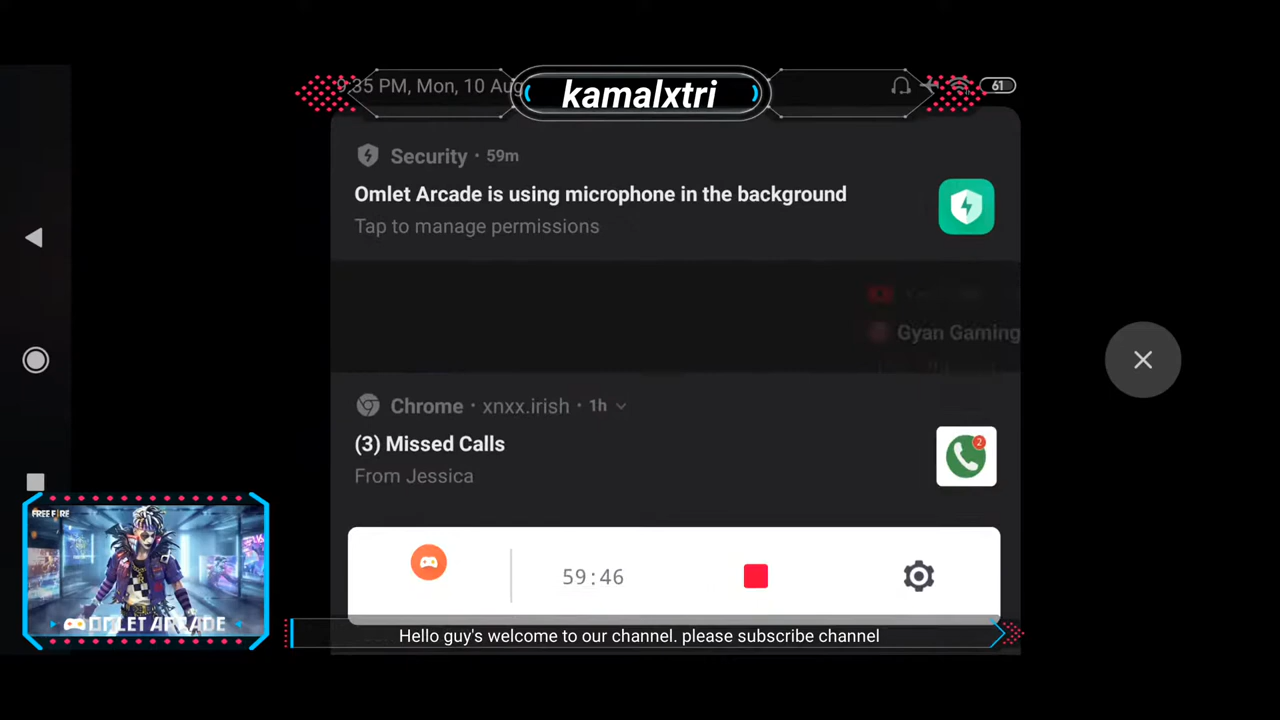 9:35 PM, Mon, 10 Aug
kamalxtri
61
Security · 59m
Omlet Arcade is using microphone in the background
Tap to manage permissions
Gyan Gaming
Chrome · xnxx.irish · 1h
(3) Missed Calls
2
From Jessica
FREE FIRE
59:46
OMLET ARCADE
Hello guy's welcome to our channel. please subscribe channel